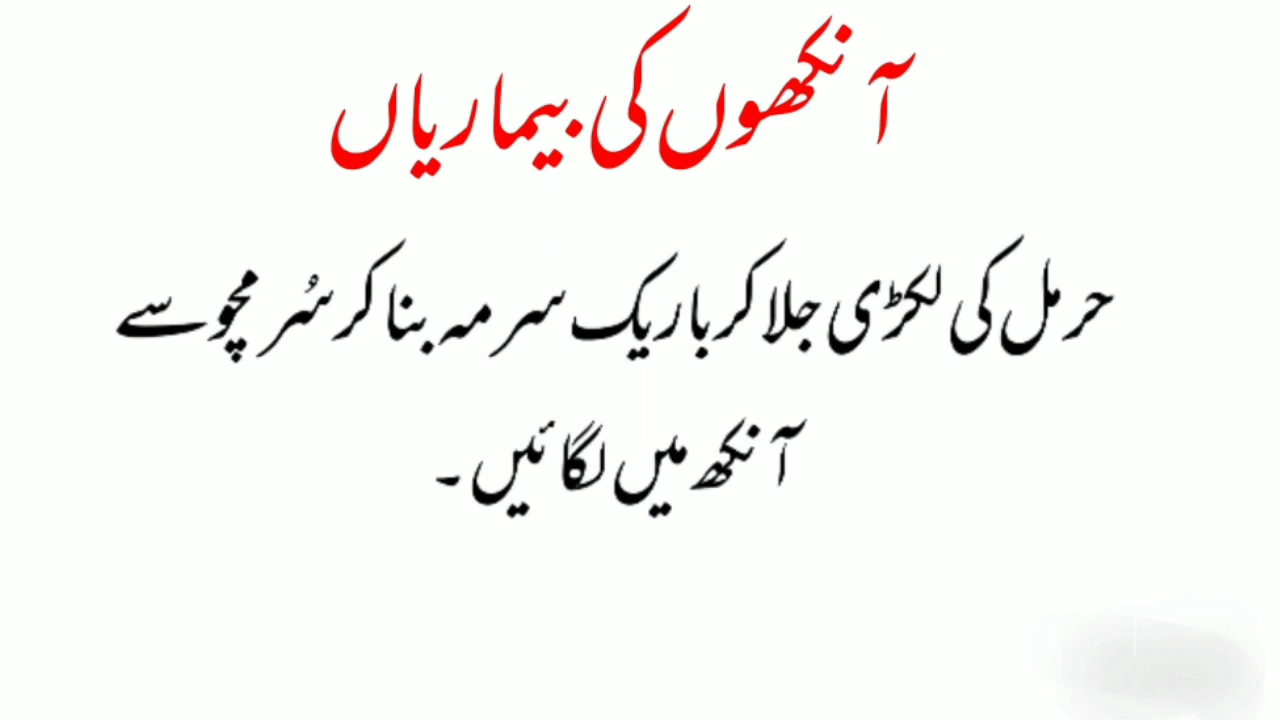 آنکھوں کی بیماریاں
حرمل کی لکڑی جلا کر باریک سرمہ بنا کر سُرمچو سے
آنکھ میں لگائیں۔